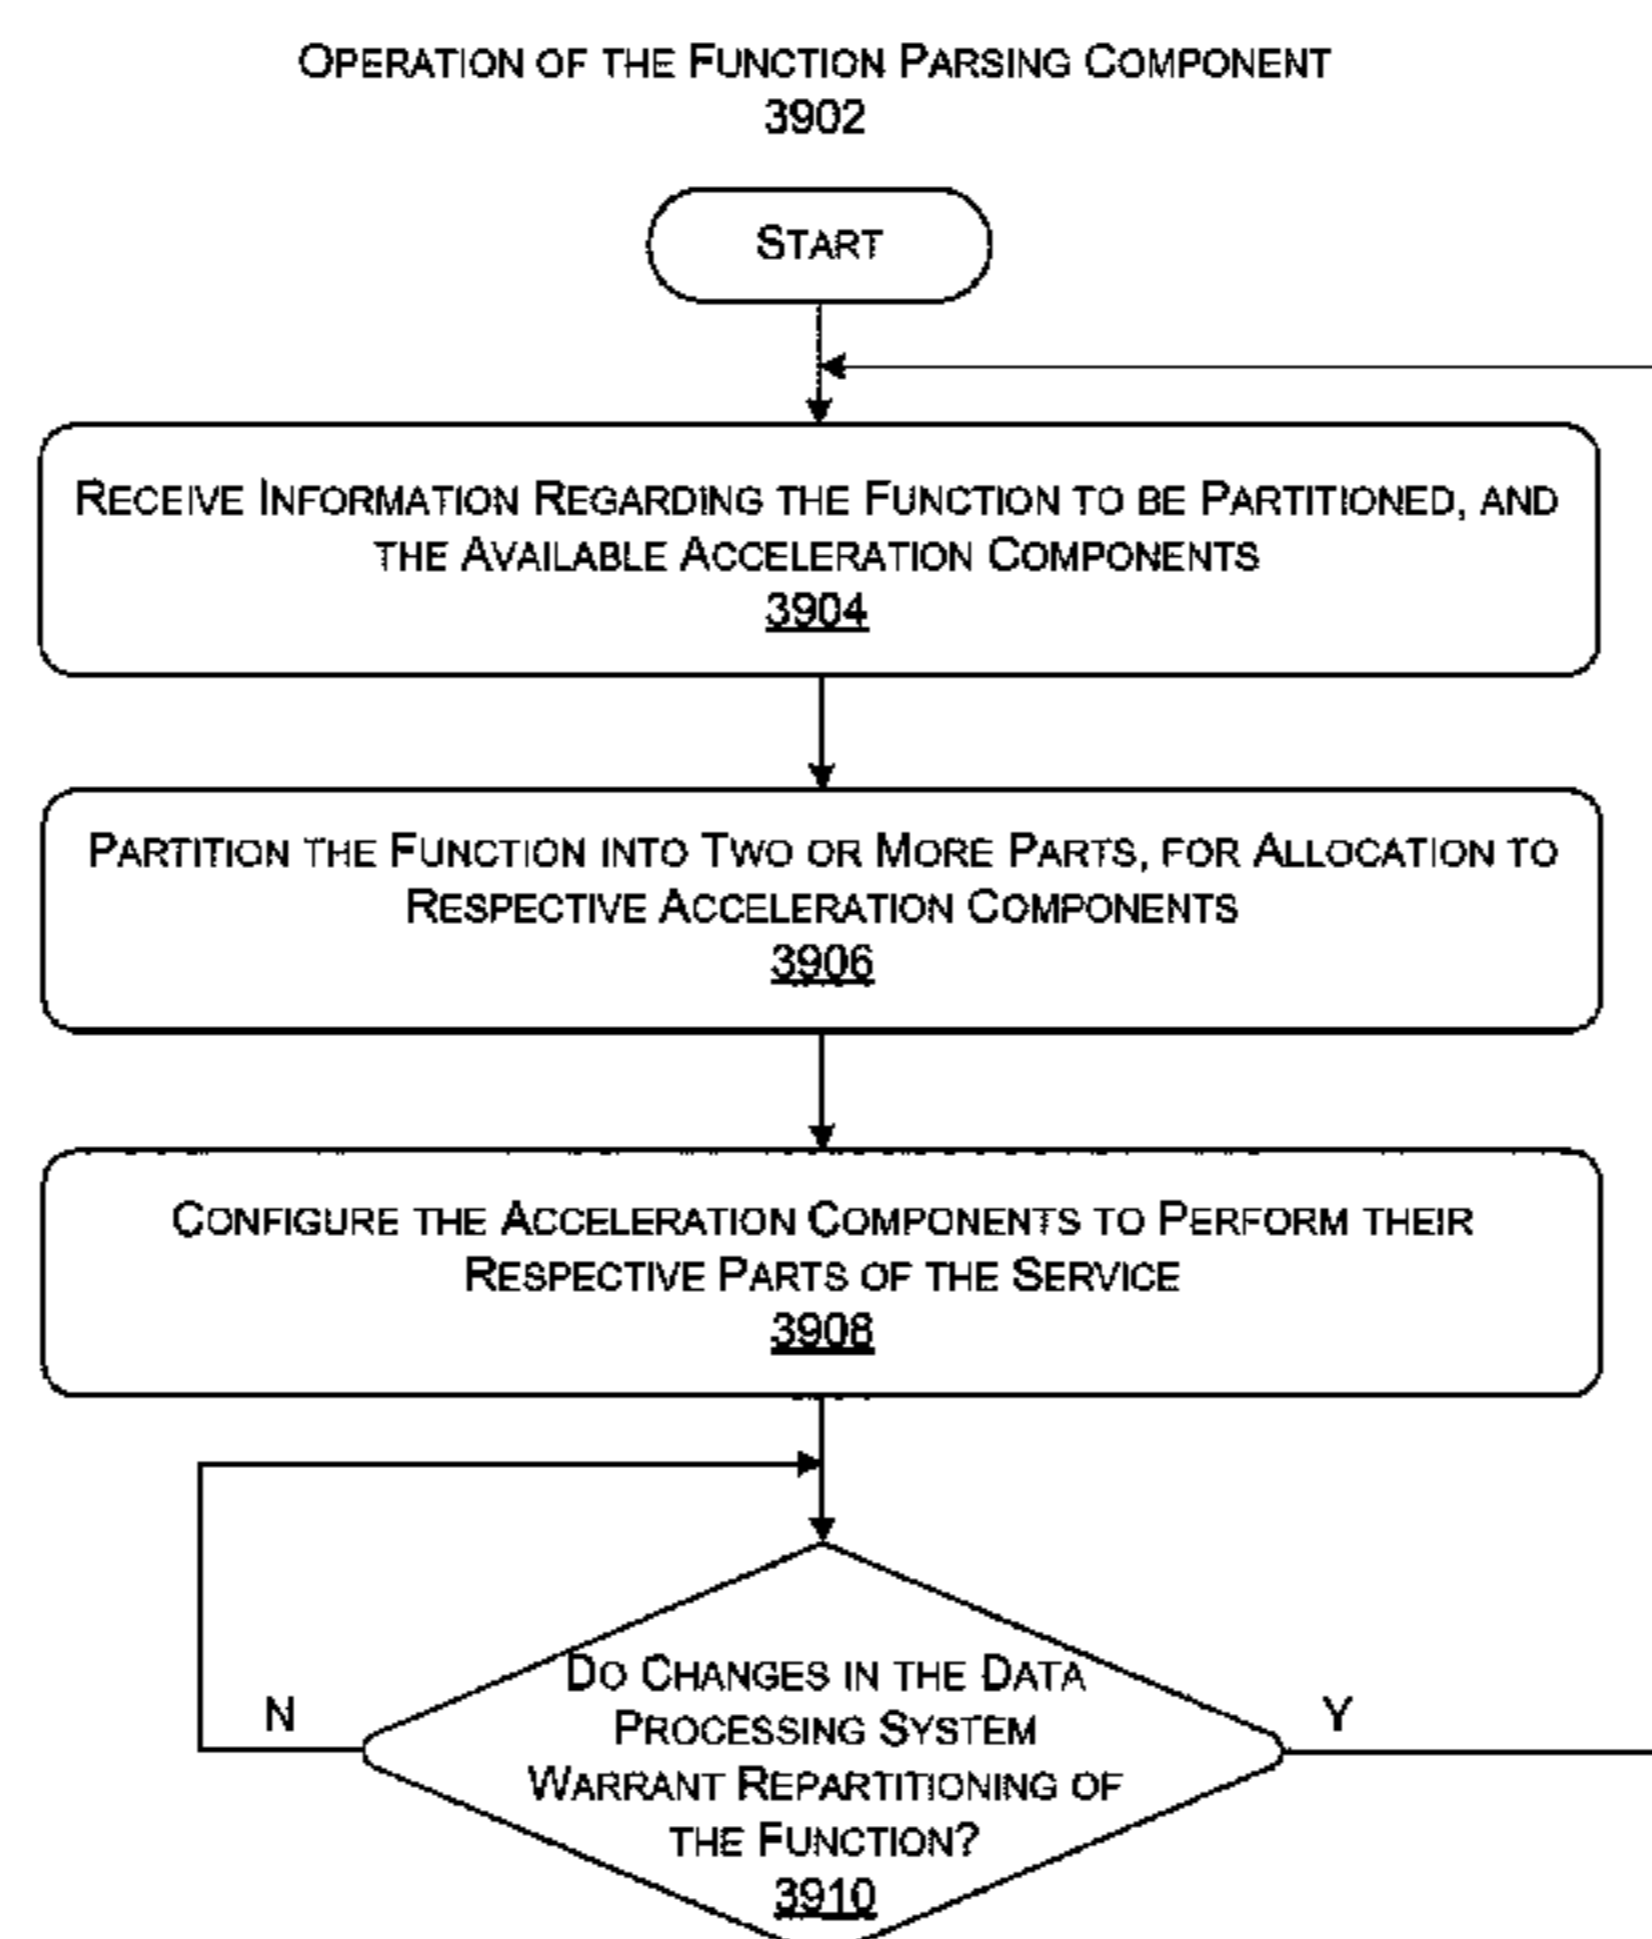 OPERATION OF THE FUNCTION PARSING COMPONENT
3902
START
RECEIVE INFORMATION REGARDING THE FUNCTION TO BE PARTITIONED, AND
THE AVAILABLE ACCELERATION COMPONENTS
3904
PARTITION THE FUNCTION INTO TWO OR MORE PARTS, FOR ALLOCATION TO
RESPECTIVE ACCELERATION COMPONENTS
3906
CONFIGURE THE ACCELERATION COMPONENTS TO PERFORM THEIR
RESPECTIVE PARTS OF THE SERVICE
3908
DO CHANGES IN THE DATA
PROCESSING SYSTEM
WARRANT REPARTITIONING OF
THE FUNCTION?
3910
N
Y